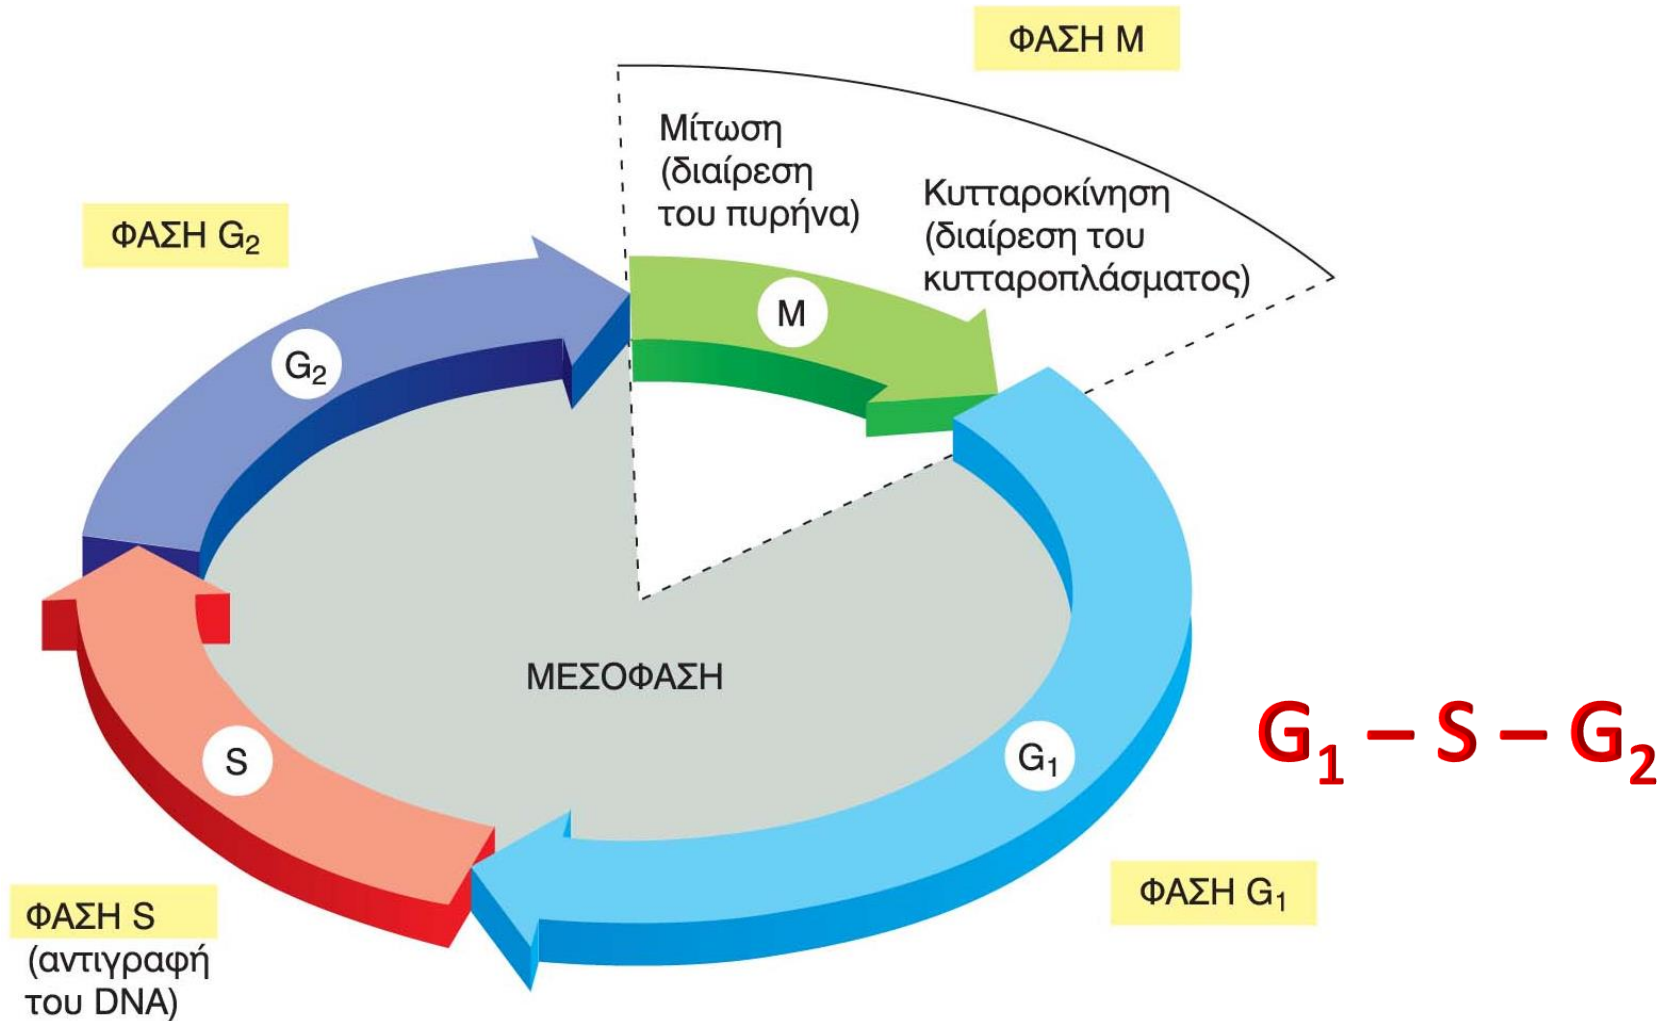 ΦΑΣΗ Μ
Μίτωση
(διαίρεση
του πυρήνα)
Κυτταροκίνηση
(διαίρεση του
κυτταροπλάσματος)
ΦΑΣΗ G₂
M
G₂
ΜΕΣΟΦΑΣΗ
S
G₁
G₁ – S – G₂
ΦΑΣΗ G₁
ΦΑΣΗ S
(αντιγραφή
του DNA)